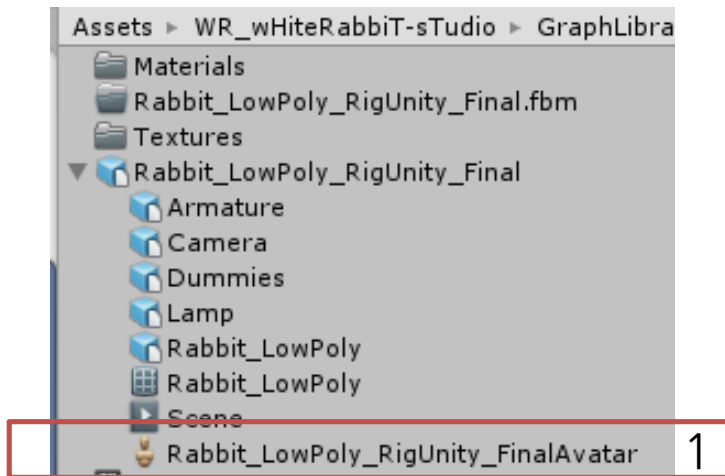 Assets ▸ WR_wHiteRabbiT-sTudio ▸ GraphLibra
Materials
Rabbit_LowPoly_RigUnity_Final.fbm
Textures
Rabbit_LowPoly_RigUnity_Final
Armature
Camera
Dummies
Lamp
Rabbit_LowPoly
Rabbit_LowPoly
Scene
Rabbit_LowPoly_RigUnity_FinalAvatar 1